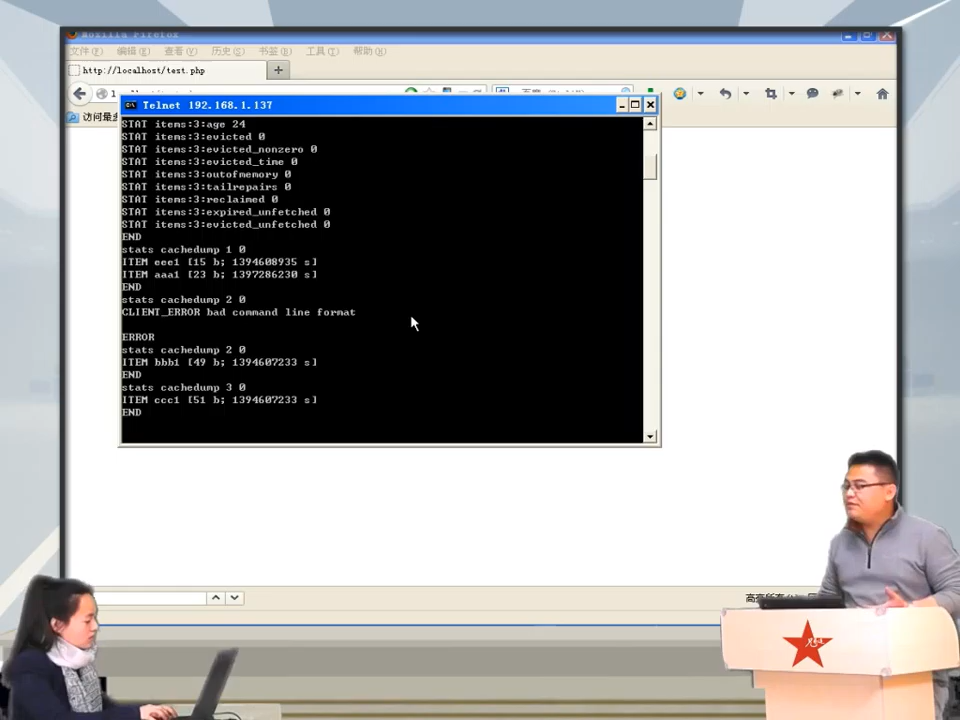 Mozilla Firefox
文件(F) 编辑(E) 查看(V) 历史(S) 书签(B) 工具(T) 帮助(H)
http://localhost/test.php
+
访问最
Telnet 192.168.1.137
STAT items:3:age 24
STAT items:3:evicted 0
STAT items:3:evicted_nonzero 0
STAT items:3:evicted_time 0
STAT items:3:outofmemory 0
STAT items:3:tailrepairs 0
STAT items:3:reclaimed 0
STAT items:3:expired_unfetched 0
STAT items:3:evicted_unfetched 0
END
stats cachedump 1 0
ITEM eee1 [15 b; 1394608935 s]
ITEM aaa1 [23 b; 1397286230 s]
END
stats cachedump 2 0
CLIENT_ERROR bad command line format
ERROR
stats cachedump 2 0
ITEM bbb1 [49 b; 1394607233 s]
END
stats cachedump 3 0
ITEM ccc1 [51 b; 1394607233 s]
END